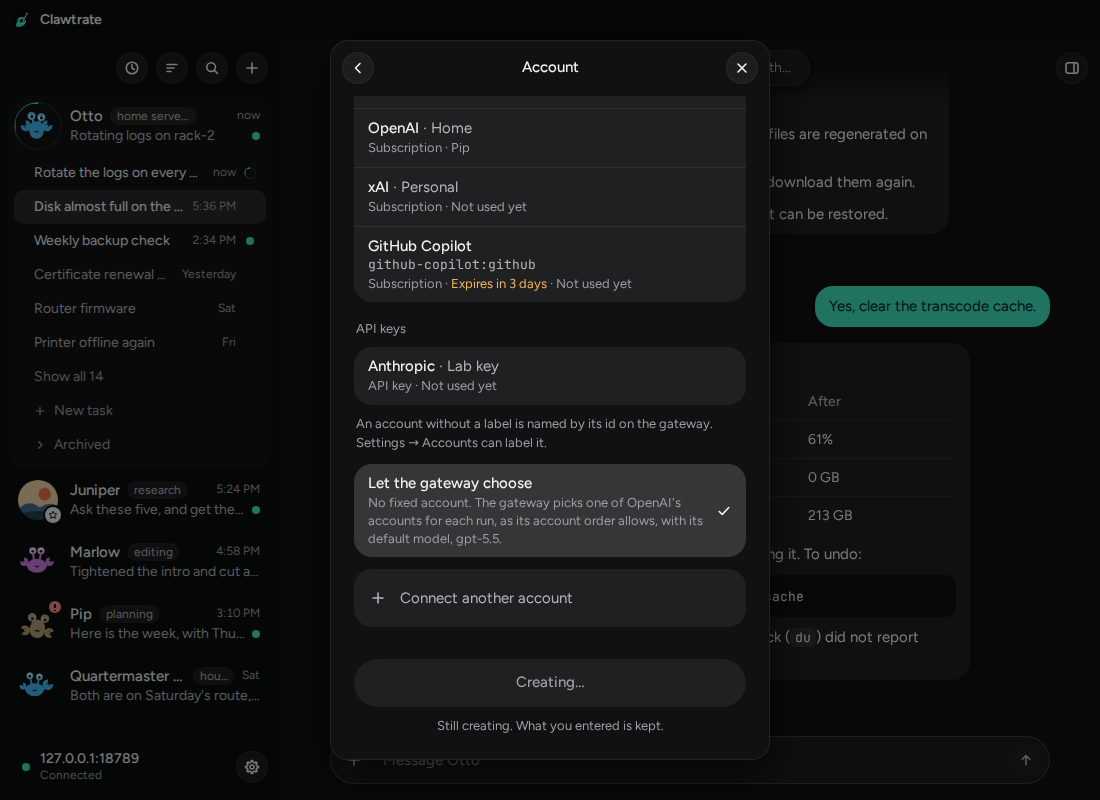 Clawtrate
Otto home serve… now
Rotating logs on rack-2
Rotate the logs on every … now
Disk almost full on the … 5:36 PM
Weekly backup check 2:34 PM
Certificate renewal … Yesterday
Router firmware Sat
Printer offline again Fri
Show all 14
+ New task
Archived
Juniper research 5:24 PM
Ask these five, and get the…
Marlow editing 4:58 PM
Tightened the intro and cut a…
Pip planning 3:10 PM
Here is the week, with Thu…
Quartermaster … hou… Sat
Both are on Saturday's route,…
127.0.0.1:18789
Connected
Account
OpenAI · Home
Subscription · Pip
xAI · Personal
Subscription · Not used yet
GitHub Copilot
github-copilot:github
Subscription · Expires in 3 days · Not used yet
API keys
Anthropic · Lab key
API key · Not used yet
An account without a label is named by its id on the gateway.
Settings → Accounts can label it.
Let the gateway choose
No fixed account. The gateway picks one of OpenAI's
accounts for each run, as its account order allows, with its
default model, gpt-5.5.
+ Connect another account
Creating…
Still creating. What you entered is kept.
th…
files are regenerated on
download them again.
t can be restored.
Yes, clear the transcode cache.
After
61%
0 GB
213 GB
ng it. To undo:
cache
ck ( du ) did not report
Message Otto